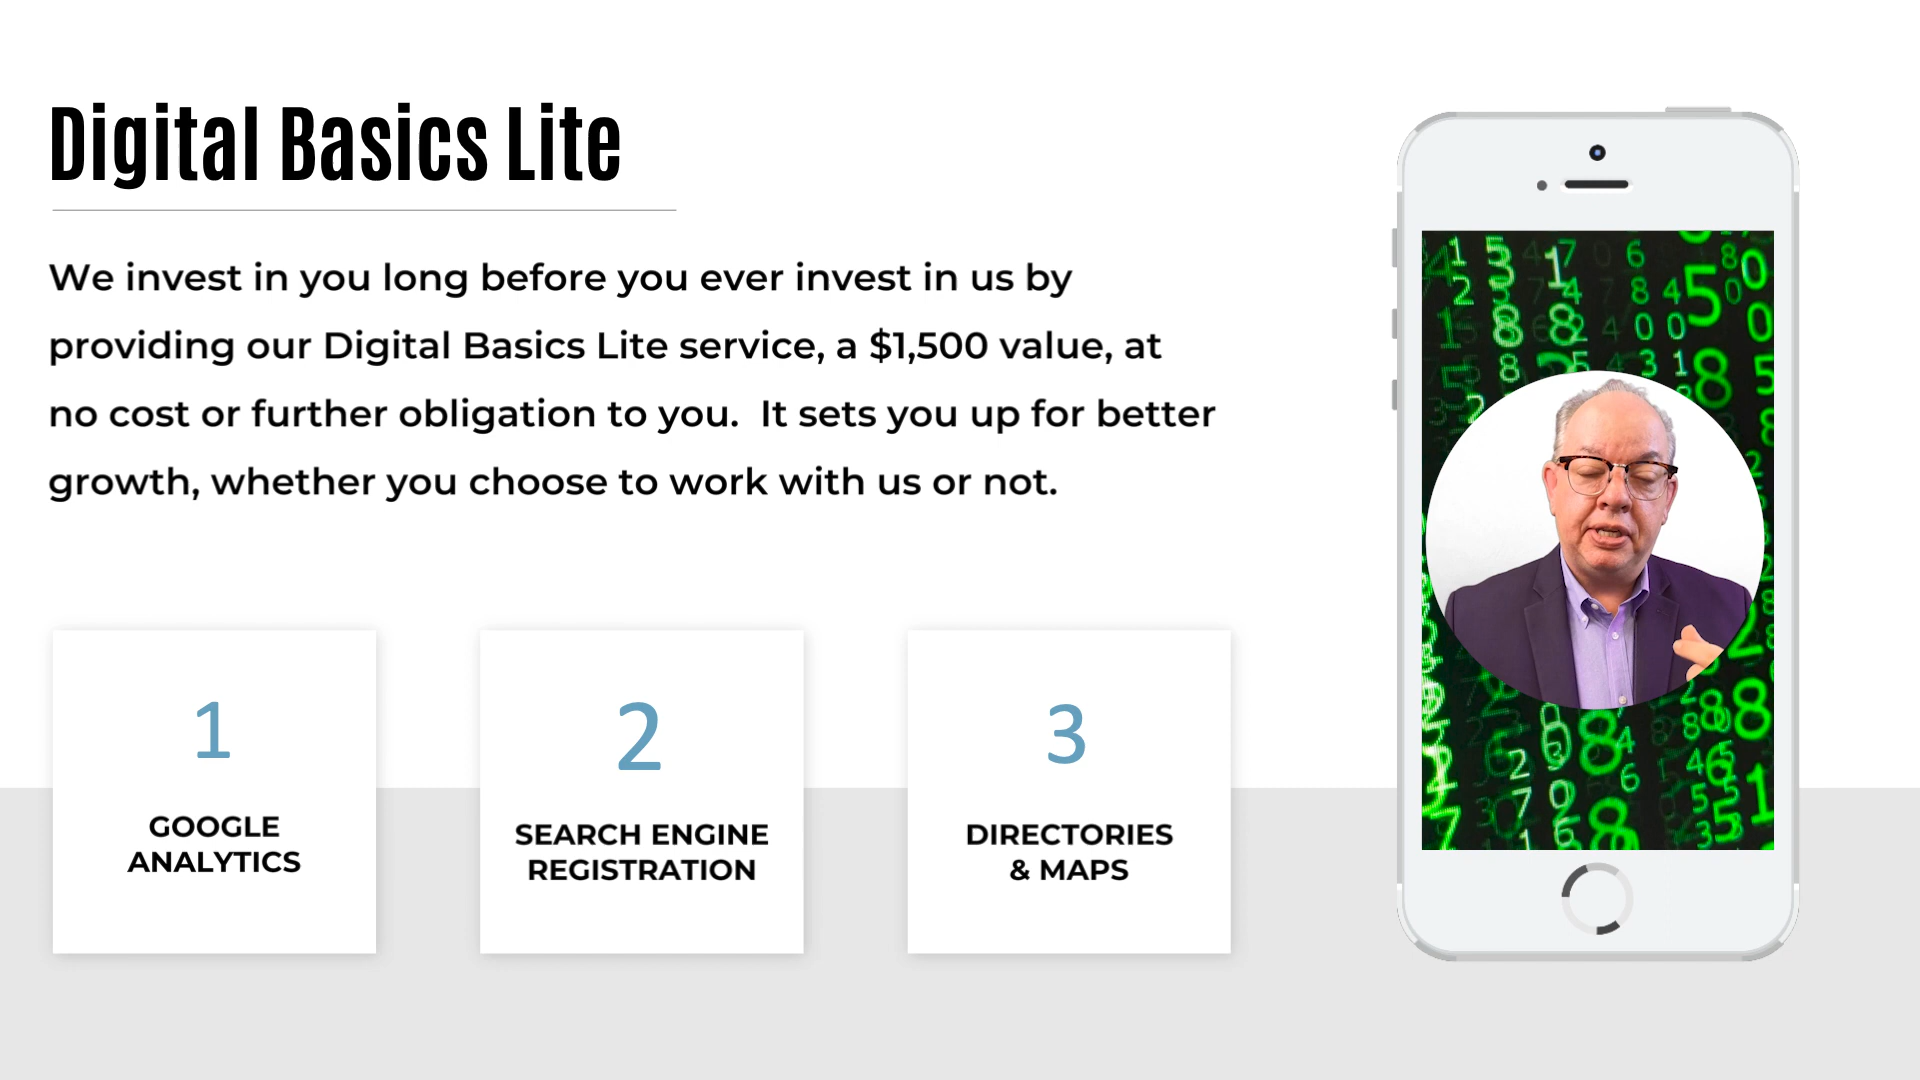 Digital Basics Lite
We invest in you long before you ever invest in us by
providing our Digital Basics Lite service, a $1,500 value, at
no cost or further obligation to you.  It sets you up for better
growth, whether you choose to work with us or not.
1
GOOGLE
ANALYTICS
2
SEARCH ENGINE
REGISTRATION
3
DIRECTORIES
& MAPS